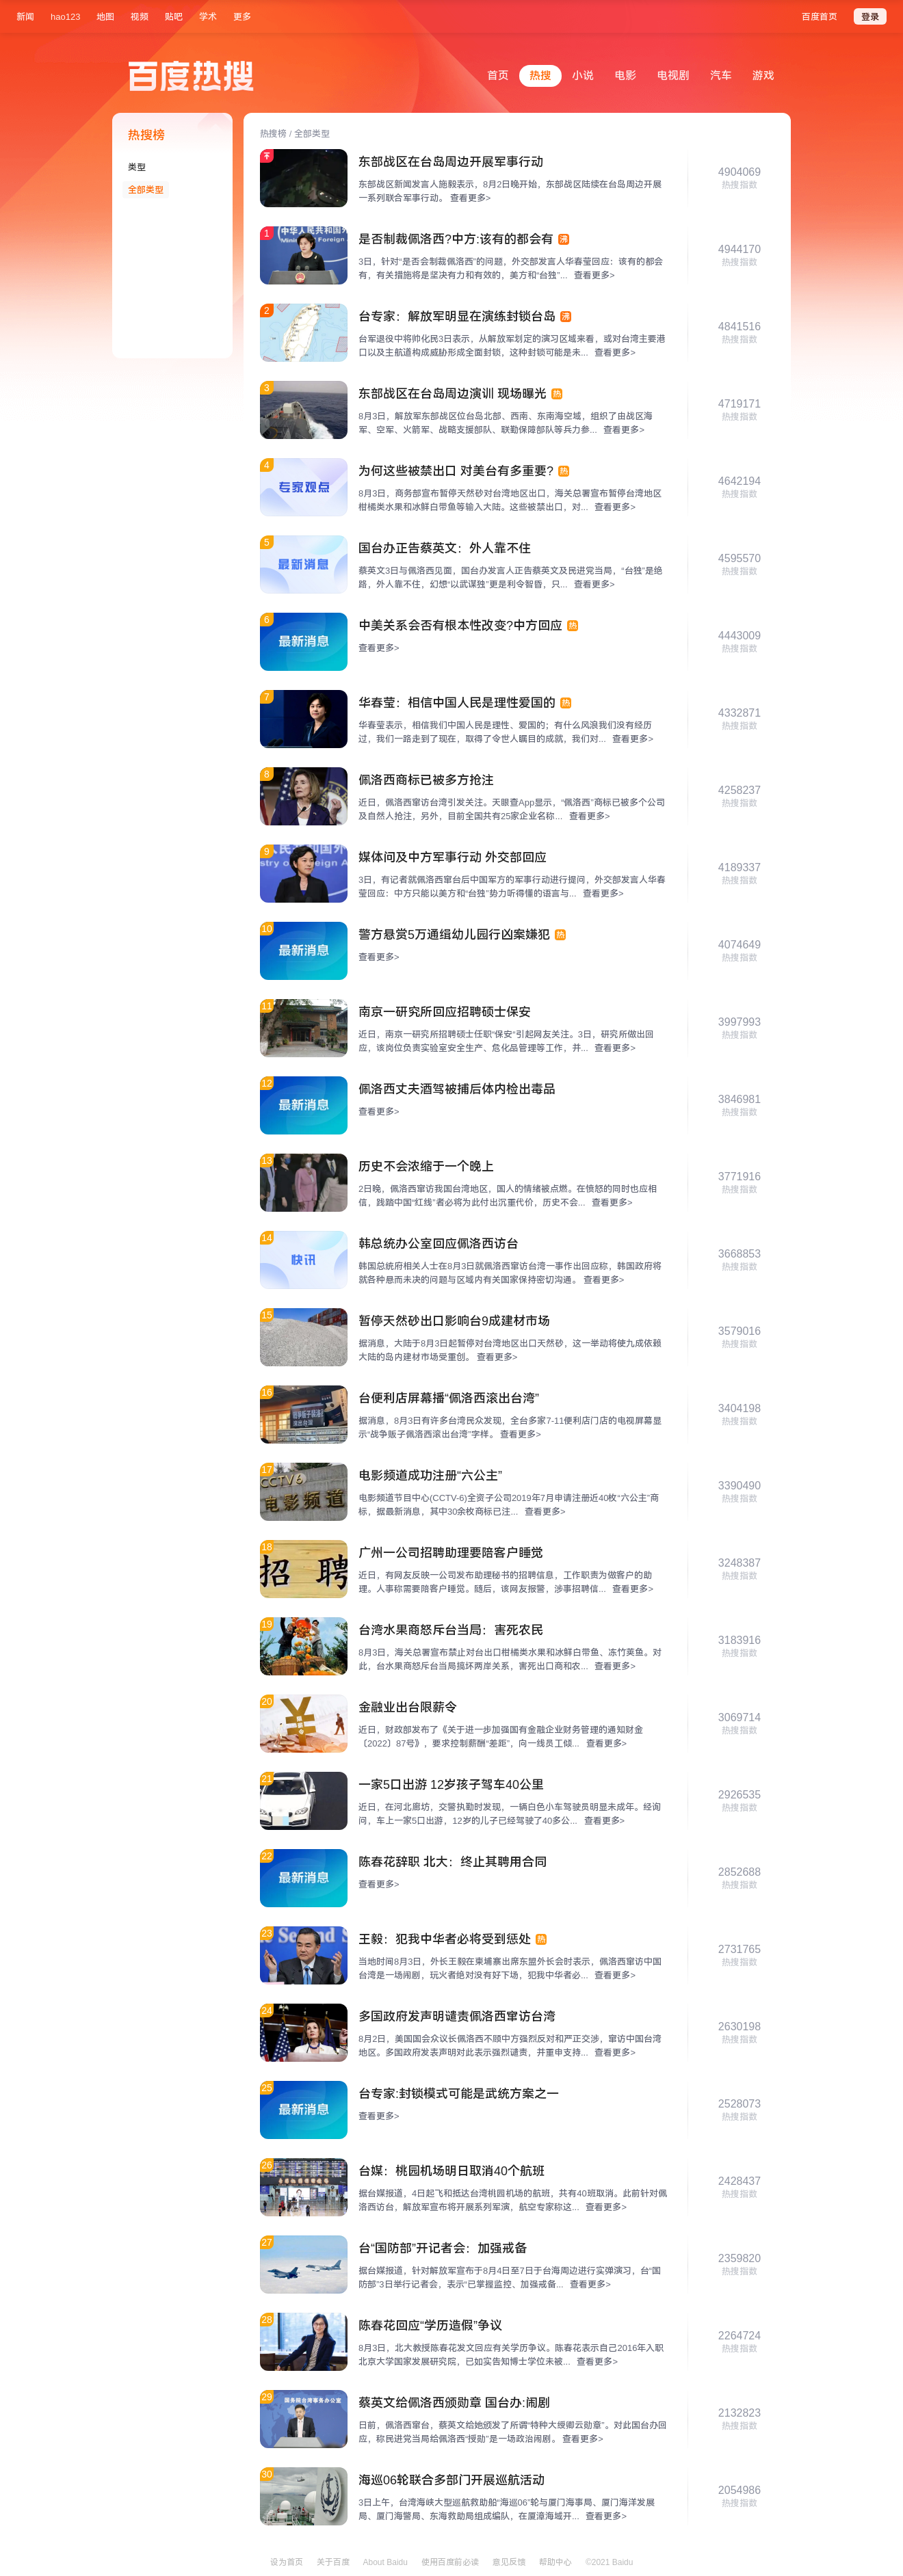 新闻 hao123 地图 视频 贴吧 学术 更多 百度首页 登录
百度热搜 首页 热搜 小说 电影 电视剧 汽车 游戏
热搜榜
类型
全部类型
热搜榜 / 全部类型
东部战区在台岛周边开展军事行动
东部战区新闻发言人施毅表示，8月2日晚开始，东部战区陆续在台岛周边开展
一系列联合军事行动。 查看更多>
4904069
热搜指数
1
是否制裁佩洛西?中方:该有的都会有 沸
3日，针对“是否会制裁佩洛西”的问题，外交部发言人华春莹回应：该有的都会
有，有关措施将是坚决有力和有效的，美方和“台独”... 查看更多>
4944170
热搜指数
2
台专家：解放军明显在演练封锁台岛 沸
台军退役中将帅化民3日表示，从解放军划定的演习区域来看，或对台湾主要港
口以及主航道构成威胁形成全面封锁，这种封锁可能是未... 查看更多>
4841516
热搜指数
3
东部战区在台岛周边演训 现场曝光 热
8月3日，解放军东部战区位台岛北部、西南、东南海空域，组织了由战区海
军、空军、火箭军、战略支援部队、联勤保障部队等兵力参... 查看更多>
4719171
热搜指数
4
专家观点
为何这些被禁出口 对美台有多重要? 热
8月3日，商务部宣布暂停天然砂对台湾地区出口，海关总署宣布暂停台湾地区
柑橘类水果和冰鲜白带鱼等输入大陆。这些被禁出口，对... 查看更多>
4642194
热搜指数
5
最新消息
国台办正告蔡英文：外人靠不住
蔡英文3日与佩洛西见面，国台办发言人正告蔡英文及民进党当局，“台独”是绝
路，外人靠不住，幻想“以武谋独”更是利令智昏，只... 查看更多>
4595570
热搜指数
6
最新消息
中美关系会否有根本性改变?中方回应 热
查看更多>
4443009
热搜指数
7
华春莹：相信中国人民是理性爱国的 热
华春莹表示，相信我们中国人民是理性、爱国的；有什么风浪我们没有经历
过，我们一路走到了现在，取得了令世人瞩目的成就，我们对... 查看更多>
4332871
热搜指数
8
佩洛西商标已被多方抢注
近日，佩洛西窜访台湾引发关注。天眼查App显示，“佩洛西”商标已被多个公司
及自然人抢注，另外，目前全国共有25家企业名称... 查看更多>
4258237
热搜指数
9
媒体问及中方军事行动 外交部回应
3日，有记者就佩洛西窜台后中国军方的军事行动进行提问，外交部发言人华春
莹回应：中方只能以美方和“台独”势力听得懂的语言与... 查看更多>
4189337
热搜指数
10
最新消息
警方悬赏5万通缉幼儿园行凶案嫌犯 热
查看更多>
4074649
热搜指数
11
南京一研究所回应招聘硕士保安
近日，南京一研究所招聘硕士任职“保安”引起网友关注。3日，研究所做出回
应，该岗位负责实验室安全生产、危化品管理等工作，并... 查看更多>
3997993
热搜指数
12
最新消息
佩洛西丈夫酒驾被捕后体内检出毒品
查看更多>
3846981
热搜指数
13
历史不会浓缩于一个晚上
2日晚，佩洛西窜访我国台湾地区，国人的情绪被点燃。在愤怒的同时也应相
信，践踏中国“红线”者必将为此付出沉重代价，历史不会... 查看更多>
3771916
热搜指数
14
快讯
韩总统办公室回应佩洛西访台
韩国总统府相关人士在8月3日就佩洛西窜访台湾一事作出回应称，韩国政府将
就各种悬而未决的问题与区域内有关国家保持密切沟通。 查看更多>
3668853
热搜指数
15
暂停天然砂出口影响台9成建材市场
据消息，大陆于8月3日起暂停对台湾地区出口天然砂，这一举动将使九成依赖
大陆的岛内建材市场受重创。 查看更多>
3579016
热搜指数
16
台便利店屏幕播“佩洛西滚出台湾”
据消息，8月3日有许多台湾民众发现，全台多家7-11便利店门店的电视屏幕显
示“战争贩子佩洛西滚出台湾”字样。 查看更多>
3404198
热搜指数
17
CCTV6
电影频道
电影频道成功注册“六公主”
电影频道节目中心(CCTV-6)全资子公司2019年7月申请注册近40枚“六公主”商
标，据最新消息，其中30余枚商标已注... 查看更多>
3390490
热搜指数
18
招聘
广州一公司招聘助理要陪客户睡觉
近日，有网友反映一公司发布助理秘书的招聘信息，工作职责为做客户的助
理。人事称需要陪客户睡觉。随后，该网友报警，涉事招聘信... 查看更多>
3248387
热搜指数
19
台湾水果商怒斥台当局：害死农民
8月3日，海关总署宣布禁止对台出口柑橘类水果和冰鲜白带鱼、冻竹荚鱼。对
此，台水果商怒斥台当局搞坏两岸关系，害死出口商和农... 查看更多>
3183916
热搜指数
20
金融业出台限薪令
近日，财政部发布了《关于进一步加强国有金融企业财务管理的通知财金
〔2022〕87号》，要求控制薪酬“差距”，向一线员工倾... 查看更多>
3069714
热搜指数
21
一家5口出游 12岁孩子驾车40公里
近日，在河北廊坊，交警执勤时发现，一辆白色小车驾驶员明显未成年。经询
问，车上一家5口出游，12岁的儿子已经驾驶了40多公... 查看更多>
2926535
热搜指数
22
最新消息
陈春花辞职 北大：终止其聘用合同
查看更多>
2852688
热搜指数
23
王毅：犯我中华者必将受到惩处 热
当地时间8月3日，外长王毅在柬埔寨出席东盟外长会时表示，佩洛西窜访中国
台湾是一场闹剧，玩火者绝对没有好下场，犯我中华者必... 查看更多>
2731765
热搜指数
24
多国政府发声明谴责佩洛西窜访台湾
8月2日，美国国会众议长佩洛西不顾中方强烈反对和严正交涉，窜访中国台湾
地区。多国政府发表声明对此表示强烈谴责，并重申支持... 查看更多>
2630198
热搜指数
25
最新消息
台专家:封锁模式可能是武统方案之一
查看更多>
2528073
热搜指数
26
台媒：桃园机场明日取消40个航班
据台媒报道，4日起飞和抵达台湾桃园机场的航班，共有40班取消。此前针对佩
洛西访台，解放军宣布将开展系列军演，航空专家称这... 查看更多>
2428437
热搜指数
27
台“国防部”开记者会：加强戒备
据台媒报道，针对解放军宣布于8月4日至7日于台海周边进行实弹演习，台“国
防部”3日举行记者会，表示“已掌握监控、加强戒备... 查看更多>
2359820
热搜指数
28
陈春花回应“学历造假”争议
8月3日，北大教授陈春花发文回应有关学历争议。陈春花表示自己2016年入职
北京大学国家发展研究院，已如实告知博士学位未被... 查看更多>
2264724
热搜指数
29
国务院台湾事务办公室
蔡英文给佩洛西颁勋章 国台办:闹剧
日前，佩洛西窜台，蔡英文给她颁发了所谓“特种大绶卿云勋章”。对此国台办回
应，称民进党当局给佩洛西“授勋”是一场政治闹剧。 查看更多>
2132823
热搜指数
30
海巡06轮联合多部门开展巡航活动
3日上午，台湾海峡大型巡航救助船“海巡06”轮与厦门海事局、厦门海洋发展
局、厦门海警局、东海救助局组成编队，在厦漳海域开... 查看更多>
2054986
热搜指数
设为首页 关于百度 About Baidu 使用百度前必读 意见反馈 帮助中心 ©2021 Baidu